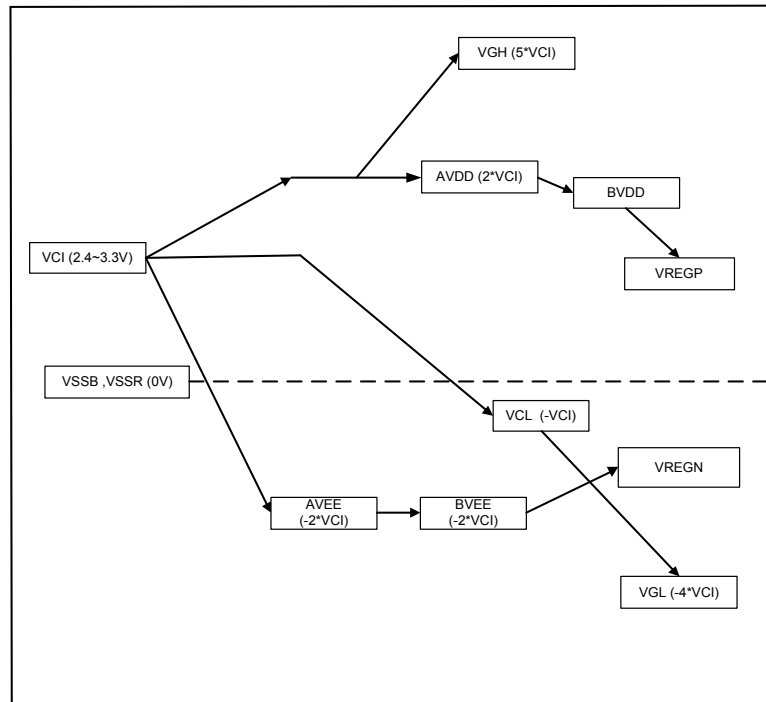 VGH (5*VCI)
AVDD (2*VCI)
BVDD
VCI (2.4~3.3V)
VREGP
VSSB ,VSSR (0V)
VCL (-VCI)
VREGN
AVEE
(-2*VCI)
BVEE
(-2*VCI)
VGL (-4*VCI)